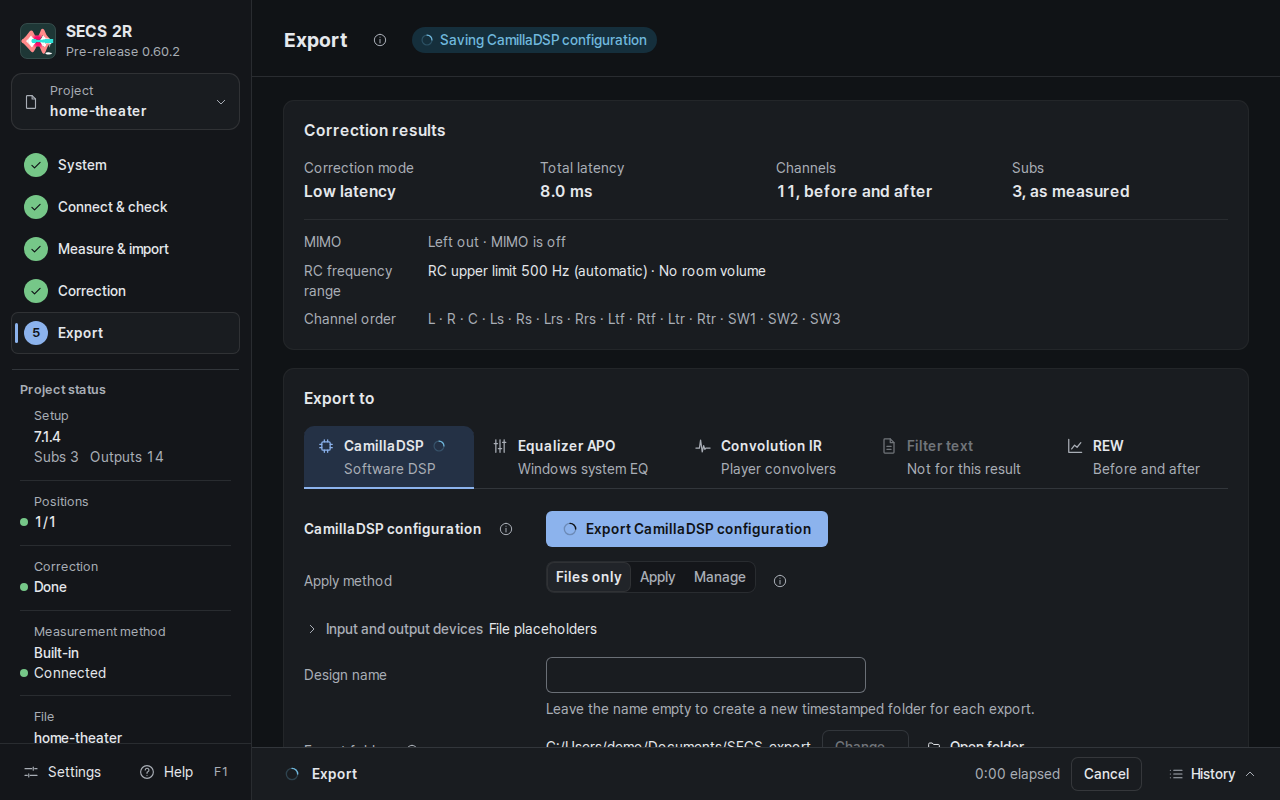 SECS 2R
Pre-release 0.60.2
Project
home-theater
System
Connect & check
Measure & import
Correction
5 Export
Project status
Setup
7.1.4
Subs 3 Outputs 14
Positions
1/1
Correction
Done
Measurement method
Built-in
Connected
File
home-theater
Settings
Help F1
Export
Saving CamillaDSP configuration
Correction results
Correction mode
Low latency
Total latency
8.0 ms
Channels
11, before and after
Subs
3, as measured
MIMO
Left out · MIMO is off
RC frequency range
RC upper limit 500 Hz (automatic) · No room volume
Channel order
L · R · C · Ls · Rs · Lrs · Rrs · Ltf · Rtf · Ltr · Rtr · SW1 · SW2 · SW3
Export to
CamillaDSP
Software DSP
Equalizer APO
Windows system EQ
Convolution IR
Player convolvers
Filter text
Not for this result
REW
Before and after
CamillaDSP configuration
Export CamillaDSP configuration
Apply method
Files only Apply Manage
Input and output devices File placeholders
Design name
Leave the name empty to create a new timestamped folder for each export.
C:/Users/demo/Documents/SECS_export
Change
Open folder
Export
0:00 elapsed
Cancel
History